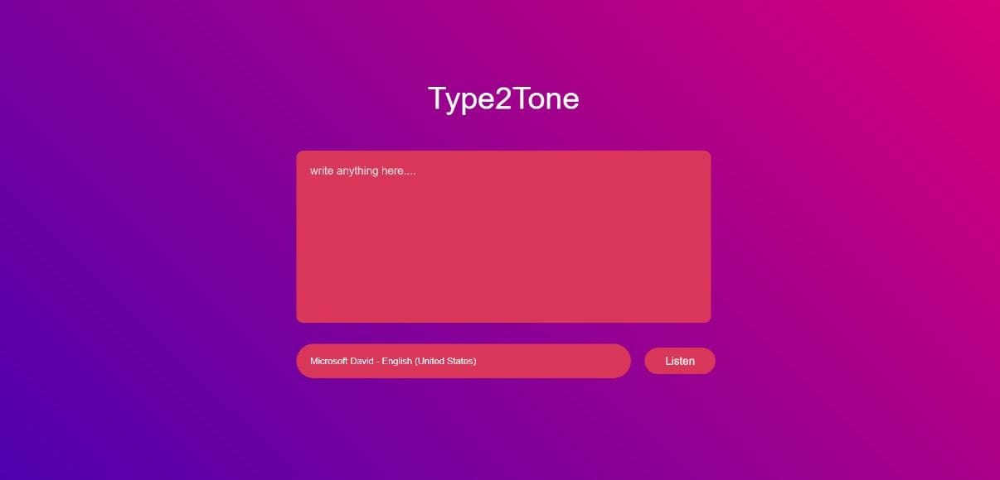 Type2Tone
write anything here....
Microsoft David - English (United States)
Listen